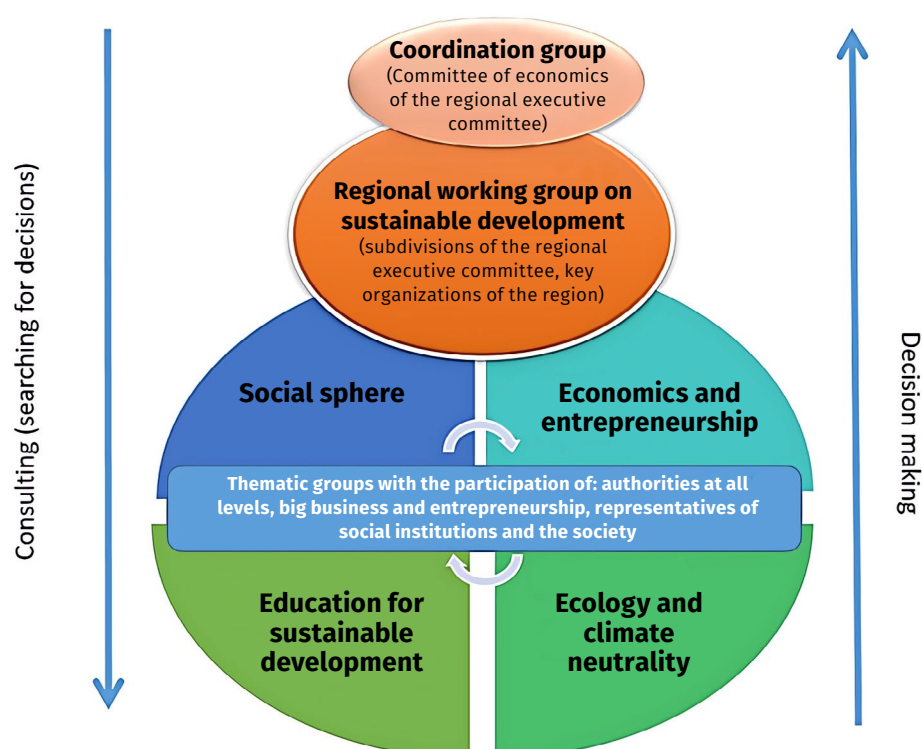 Coordination group
(Committee of economics
of the regional executive
committee)
Regional working group on
sustainable development
(subdivisions of the regional
executive committee, key
organizations of the region)
Consulting (searching for decisions)
Decision making
Social sphere
Economics and
entrepreneurship
Thematic groups with the participation of: authorities at all
levels, big business and entrepreneurship, representatives of
social institutions and the society
Education for
sustainable
development
Ecology and
climate
neutrality